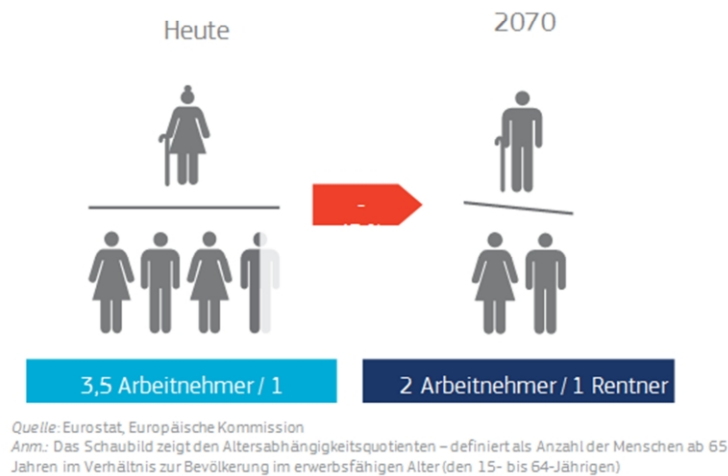 Heute
2070
-
3,5 Arbeitnehmer / 1
2 Arbeitnehmer / 1 Rentner
Quelle: Eurostat, Europäische Kommission
Anm.: Das Schaubild zeigt den Altersabhängigkeitsquotienten – definiert als Anzahl der Menschen ab 65
Jahren im Verhältnis zur Bevölkerung im erwerbsfähigen Alter (den 15- bis 64-Jährigen)